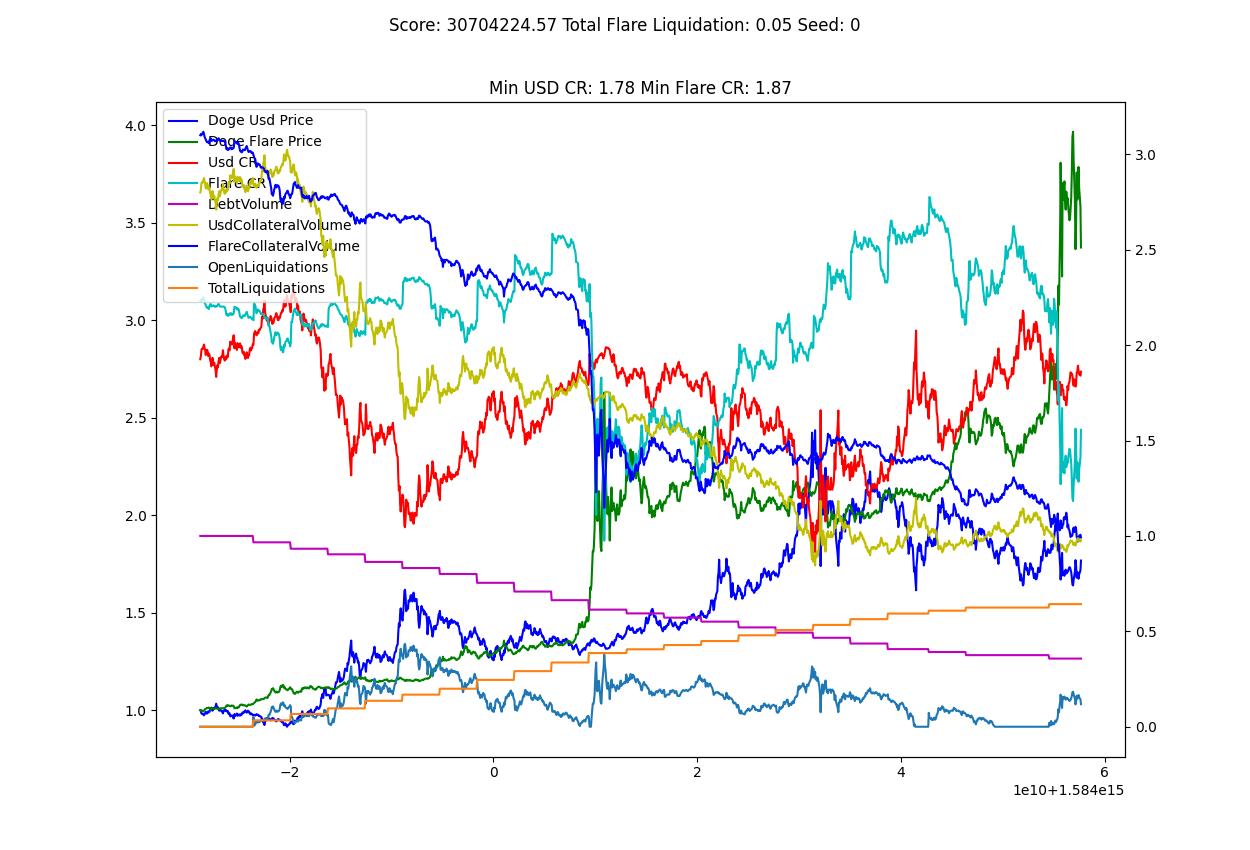 Score: 30704224.57 Total Flare Liquidation: 0.05 Seed: 0
Min USD CR: 1.78 Min Flare CR: 1.87
Doge Usd Price
Doge Flare Price
Usd CR
Flare CR
DebtVolume
UsdCollateralVolume
FlareCollateralVolume
OpenLiquidations
TotalLiquidations
4.0
3.5
3.0
2.5
2.0
1.5
1.0
3.0
2.5
2.0
1.5
1.0
0.5
0.0
−2 0 2 4 6
1e10+1.584e15